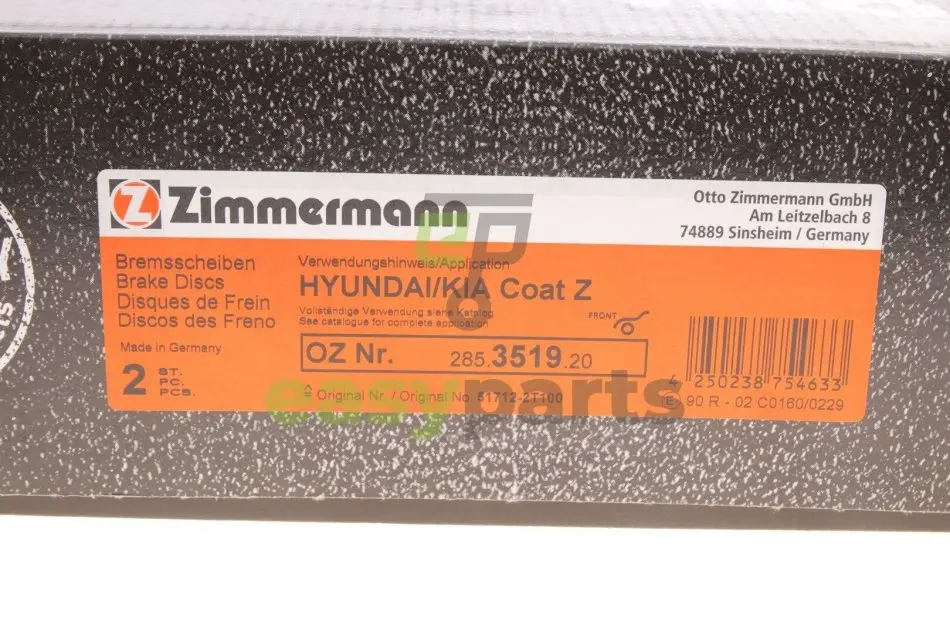 Zimmermann
Otto Zimmermann GmbH
Am Leitzelbach 8
74889 Sinsheim / Germany
Bremsscheiben
Brake Discs
Disques de Frein
Discos des Freno
Made in Germany
2 ST.
PC.
PCS.
Verwendungshinweis/Application
HYUNDAI/KIA Coat Z
Vollständige Verwendung siehe Katalog
See catalogue for complete application
FRONT
OZ Nr. 285.3519.20
≙ Original Nr / Original No. 51712-2T100
4 250238 754633
E1 90 R - 02 C0160/0229
easyparts